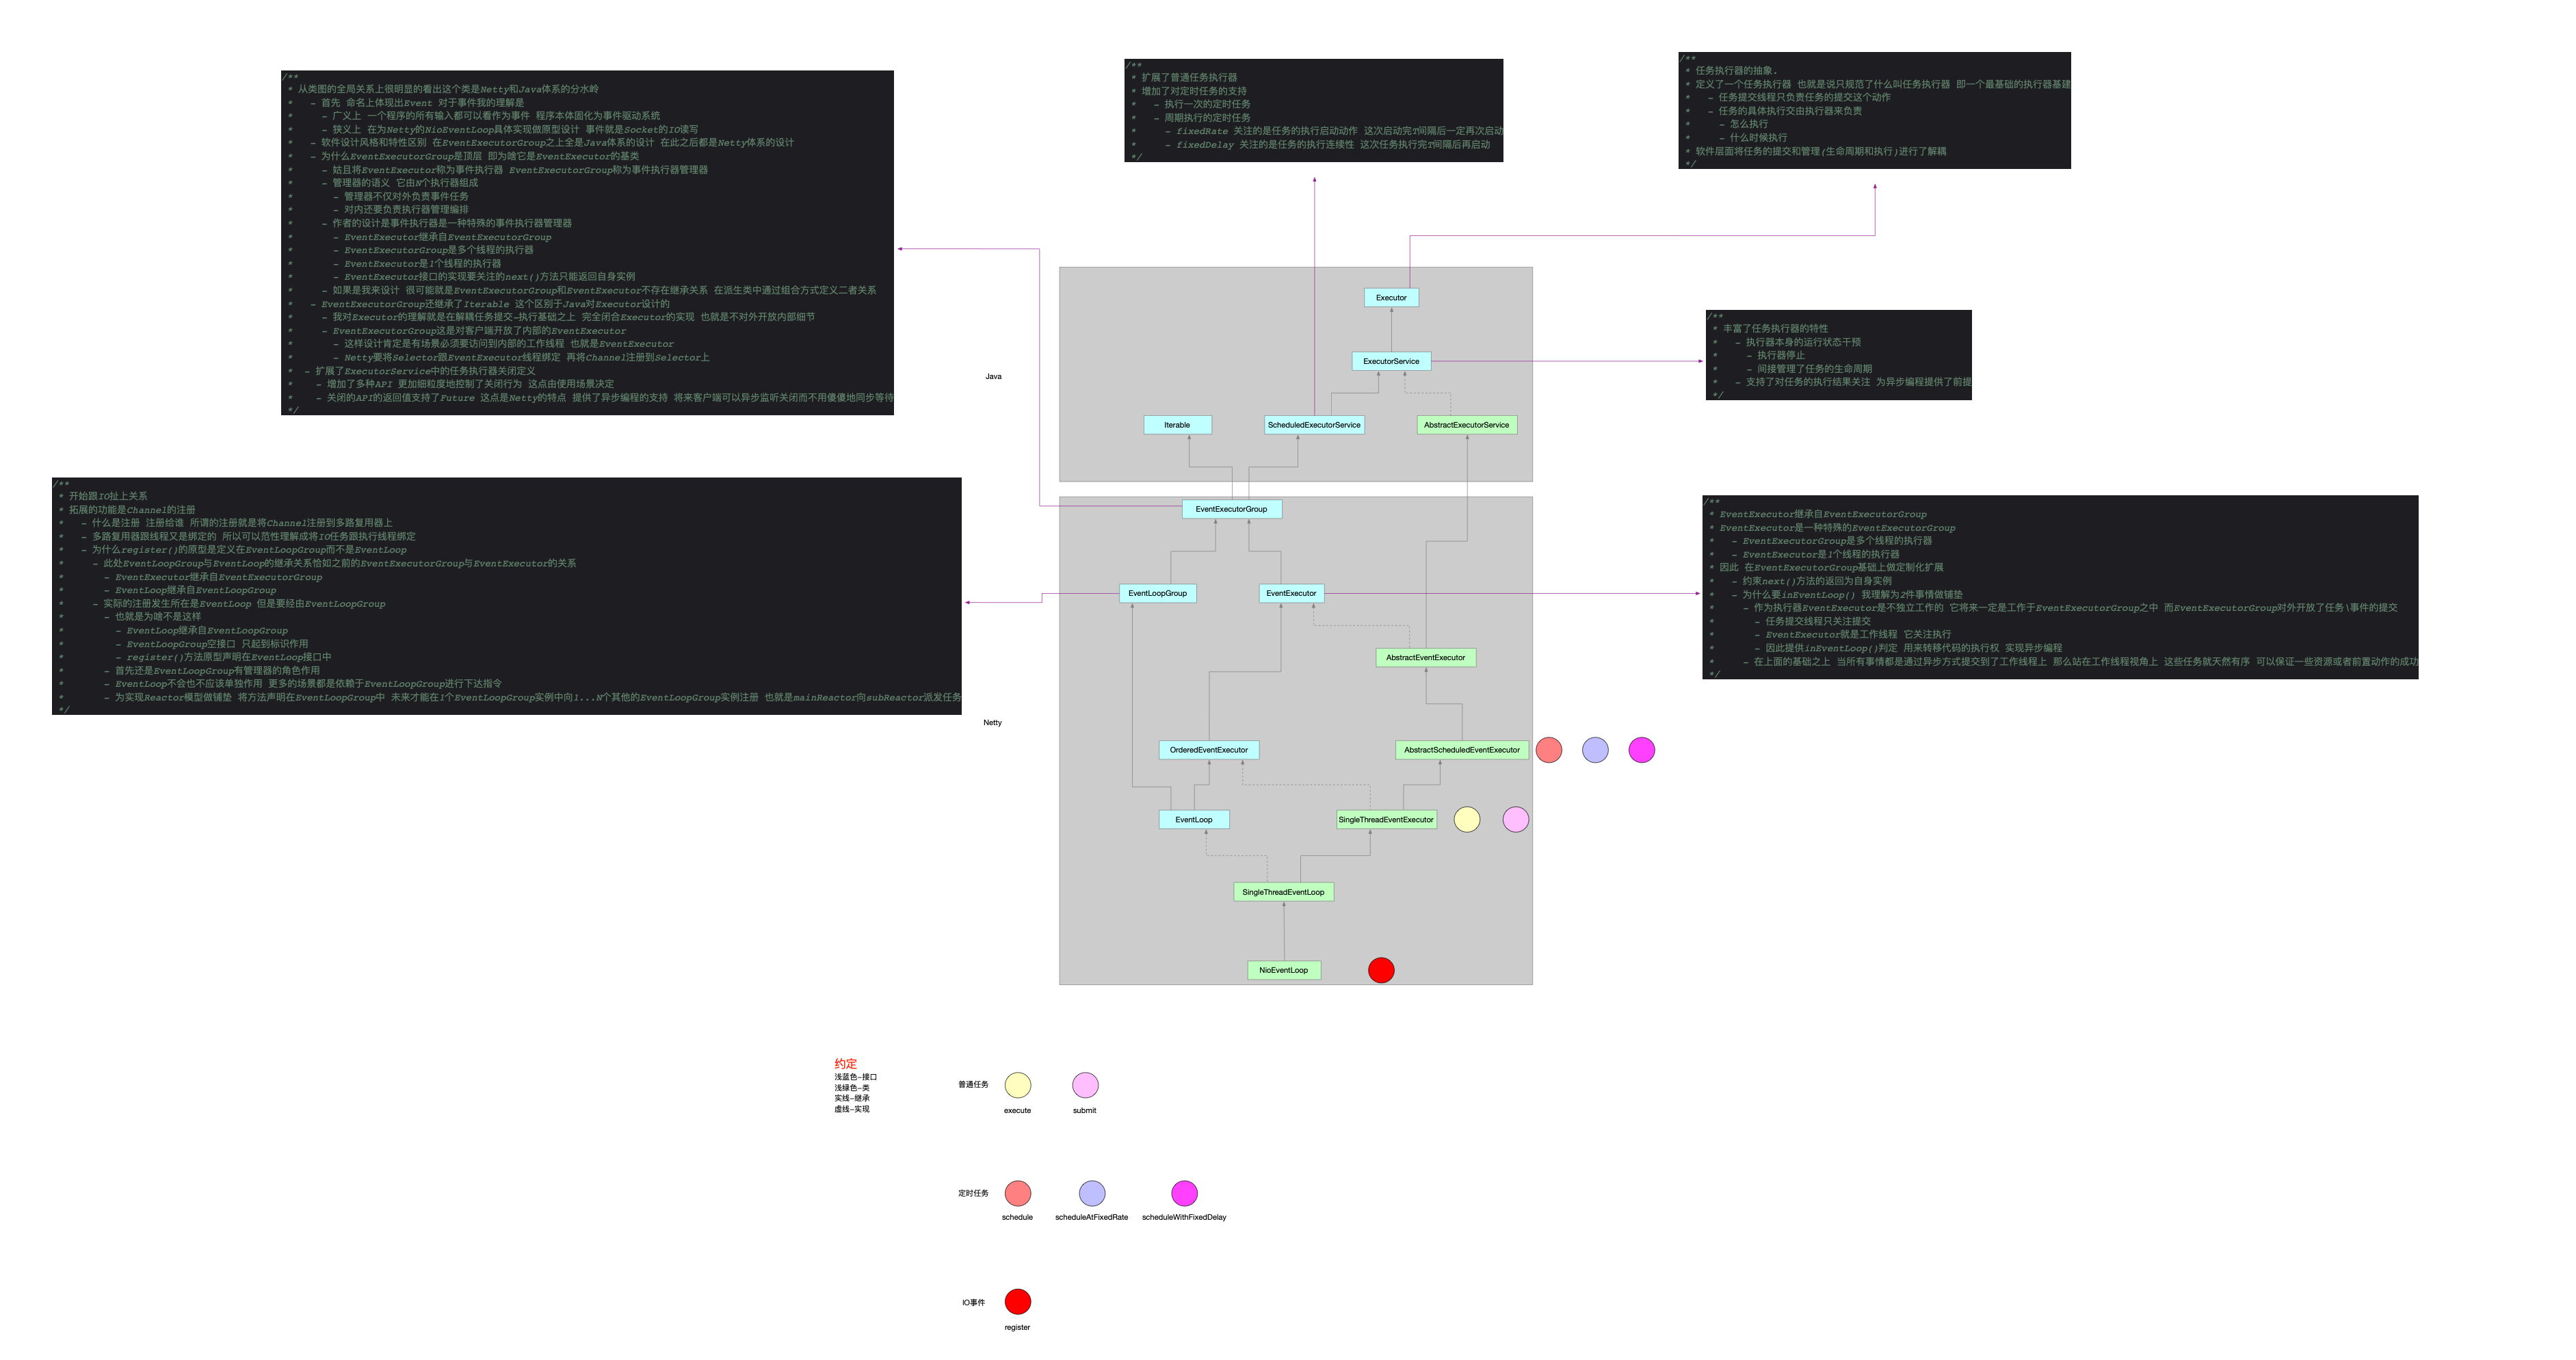 /**
 * 从类图的全局关系上很明显的看出这个类是Netty和Java体系的分水岭
 *   - 首先 命名上体现出Event 对于事件我的理解是
 *     - 广义上 一个程序的所有输入都可以看作为事件 程序本体固化为事件驱动系统
 *     - 狭义上 在为Netty的NioEventLoop具体实现做原型设计 事件就是Socket的IO读写
 *   - 软件设计风格和特性区别 在EventExecutorGroup之上全是Java体系的设计 在此之后都是Netty体系的设计
 *   - 为什么EventExecutorGroup是顶层 即为啥它是EventExecutor的基类
 *     - 姑且将EventExecutor称为事件执行器 EventExecutorGroup称为事件执行器管理器
 *     - 管理器的语义 它由N个执行器组成
 *       - 管理器不仅对外负责事件任务
 *       - 对内还要负责执行器管理编排
 *     - 作者的设计是事件执行器是一种特殊的事件执行器管理器
 *       - EventExecutor继承自EventExecutorGroup
 *       - EventExecutorGroup是多个线程的执行器
 *       - EventExecutor是1个线程的执行器
 *       - EventExecutor接口的实现要关注的next()方法只能返回自身实例
 *     - 如果是我来设计 很可能就是EventExecutorGroup和EventExecutor不存在继承关系 在派生类中通过组合方式定义二者关系
 *   - EventExecutorGroup还继承了Iterable 这个区别于Java对Executor设计的
 *     - 我对Executor的理解就是在解耦任务提交-执行基础之上 完全闭合Executor的实现 也就是不对外开放内部细节
 *     - EventExecutorGroup这是对客户端开放了内部的EventExecutor
 *       - 这样设计肯定是有场景必须要访问到内部的工作线程 也就是EventExecutor
 *       - Netty要将Selector跟EventExecutor线程绑定 再将Channel注册到Selector上
 *  - 扩展了ExecutorService中的任务执行器关闭定义
 *    - 增加了多种API 更加细粒度地控制了关闭行为 这点由使用场景决定
 *    - 关闭的API的返回值支持了Future 这点是Netty的特点 提供了异步编程的支持 将来客户端可以异步监听关闭而不用傻傻地同步等待
 */
/**
 * 扩展了普通任务执行器
 * 增加了对定时任务的支持
 *   - 执行一次的定时任务
 *   - 周期执行的定时任务
 *     - fixedRate 关注的是任务的执行启动动作 这次启动完T间隔后一定再次启动
 *     - fixedDelay 关注的是任务的执行连续性 这次任务执行完T间隔后再启动
 */
/**
 * 任务执行器的抽象.
 * 定义了一个任务执行器 也就是说只规范了什么叫任务执行器 即一个最基础的执行器基建
 *   - 任务提交线程只负责任务的提交这个动作
 *   - 任务的具体执行交由执行器来负责
 *     - 怎么执行
 *     - 什么时候执行
 * 软件层面将任务的提交和管理(生命周期和执行)进行了解耦
 */
/**
 * 丰富了任务执行器的特性
 *   - 执行器本身的运行状态干预
 *     - 执行器停止
 *     - 间接管理了任务的生命周期
 *   - 支持了对任务的执行结果关注 为异步编程提供了前提
 */
Java
Executor
ExecutorService
Iterable
ScheduledExecutorService
AbstractExecutorService
/**
 * 开始跟IO扯上关系
 * 拓展的功能是Channel的注册
 *   - 什么是注册 注册给谁 所谓的注册就是将Channel注册到多路复用器上
 *   - 多路复用器跟线程又是绑定的 所以可以范性理解成将IO任务跟执行线程绑定
 *   - 为什么register()的原型是定义在EventLoopGroup而不是EventLoop
 *     - 此处EventLoopGroup与EventLoop的继承关系恰如之前的EventExecutorGroup与EventExecutor的关系
 *       - EventExecutor继承自EventExecutorGroup
 *       - EventLoop继承自EventLoopGroup
 *     - 实际的注册发生所在是EventLoop 但是要经由EventLoopGroup
 *       - 也就是为啥不是这样
 *         - EventLoop继承自EventLoopGroup
 *         - EventLoopGroup空接口 只起到标识作用
 *         - register()方法原型声明在EventLoop接口中
 *       - 首先还是EventLoopGroup有管理器的角色作用
 *       - EventLoop不会也不应该单独作用 更多的场景都是依赖于EventLoopGroup进行下达指令
 *       - 为实现Reactor模型做铺垫 将方法声明在EventLoopGroup中 未来才能在1个EventLoopGroup实例中向1...N个其他的EventLoopGroup实例注册 也就是mainReactor向subReactor派发任务
 */
/**
 * EventExecutor继承自EventExecutorGroup
 * EventExecutor是一种特殊的EventExecutorGroup
 *   - EventExecutorGroup是多个线程的执行器
 *   - EventExecutor是1个线程的执行器
 * 因此 在EventExecutorGroup基础上做定制化扩展
 *   - 约束next()方法的返回为自身实例
 *   - 为什么要inEventLoop() 我理解为2件事情做铺垫
 *     - 作为执行器EventExecutor是不独立工作的 它将来一定是工作于EventExecutorGroup之中 而EventExecutorGroup对外开放了任务\事件的提交
 *       - 任务提交线程只关注提交
 *       - EventExecutor就是工作线程 它关注执行
 *       - 因此提供inEventLoop()判定 用来转移代码的执行权 实现异步编程
 *     - 在上面的基础之上 当所有事情都是通过异步方式提交到了工作线程上 那么站在工作线程视角上 这些任务就天然有序 可以保证一些资源或者前置动作的成功
 */
Netty
EventExecutorGroup
EventLoopGroup
EventExecutor
AbstractEventExecutor
OrderedEventExecutor
AbstractScheduledEventExecutor
EventLoop
SingleThreadEventExecutor
SingleThreadEventLoop
NioEventLoop
约定
浅蓝色-接口
浅绿色-类
实线-继承
虚线-实现
普通任务
execute
submit
定时任务
schedule
scheduleAtFixedRate
scheduleWithFixedDelay
IO事件
register